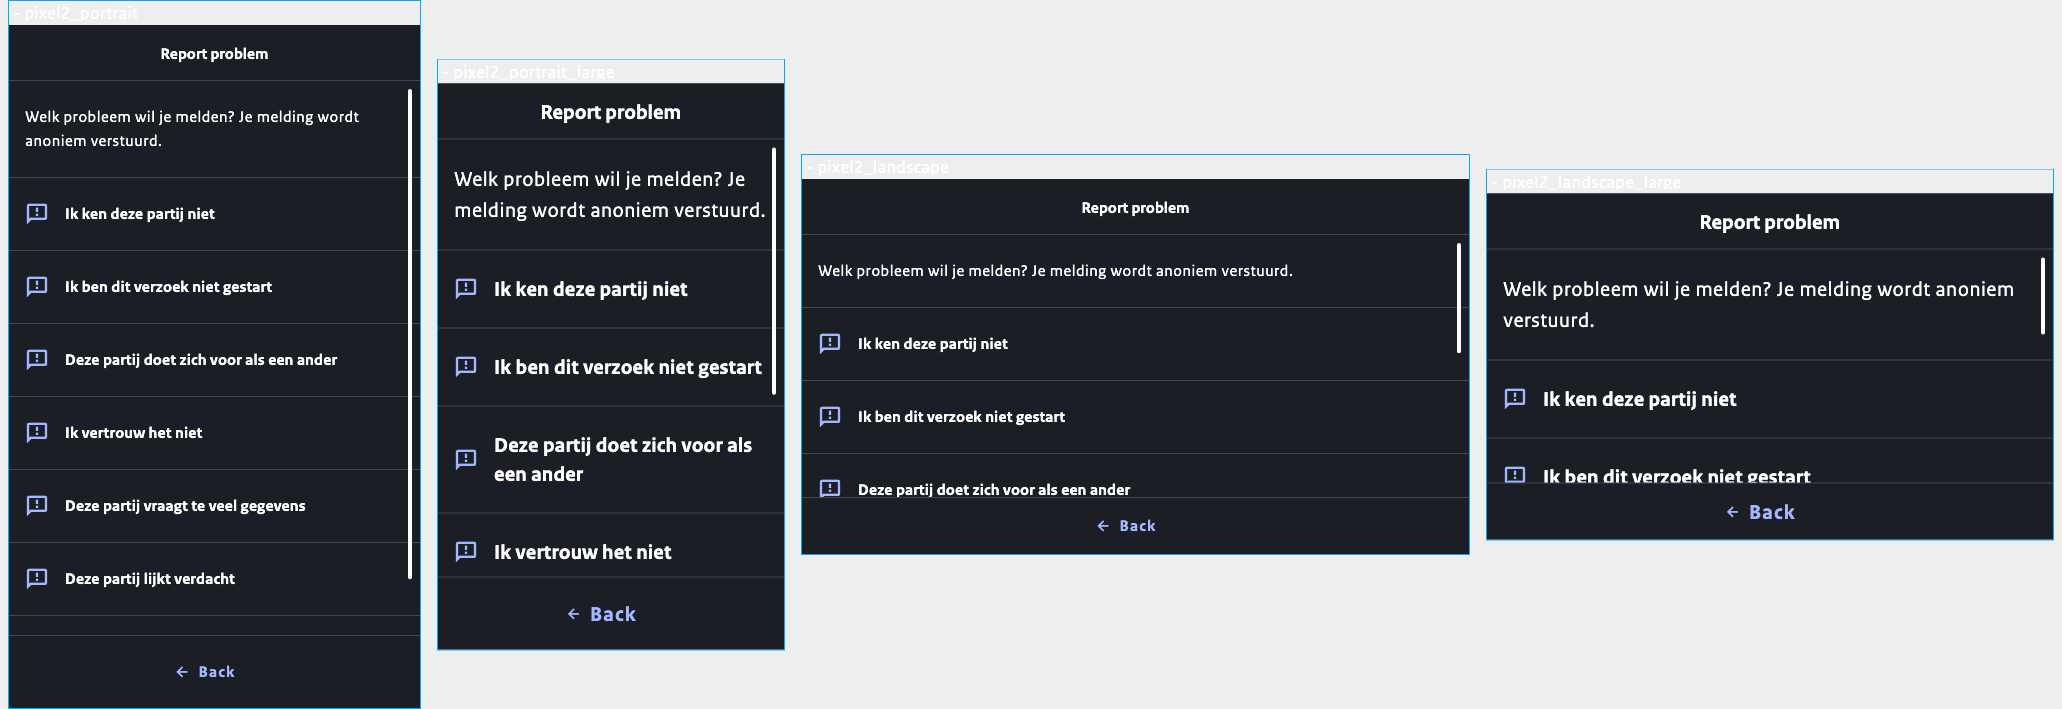 - pixel2_portrait
Report problem
Welk probleem wil je melden? Je melding wordt
anoniem verstuurd.
Ik ken deze partij niet
Ik ben dit verzoek niet gestart
Deze partij doet zich voor als een ander
Ik vertrouw het niet
Deze partij vraagt te veel gegevens
Deze partij lijkt verdacht
← Back
- pixel2_portrait_large
Report problem
Welk probleem wil je melden? Je
melding wordt anoniem verstuurd.
Ik ken deze partij niet
Ik ben dit verzoek niet gestart
Deze partij doet zich voor als
een ander
Ik vertrouw het niet
← Back
- pixel2_landscape
Report problem
Welk probleem wil je melden? Je melding wordt anoniem verstuurd.
Ik ken deze partij niet
Ik ben dit verzoek niet gestart
Deze partij doet zich voor als een ander
← Back
- pixel2_landscape_large
Report problem
Welk probleem wil je melden? Je melding wordt anoniem
verstuurd.
Ik ken deze partij niet
Ik ben dit verzoek niet gestart
← Back